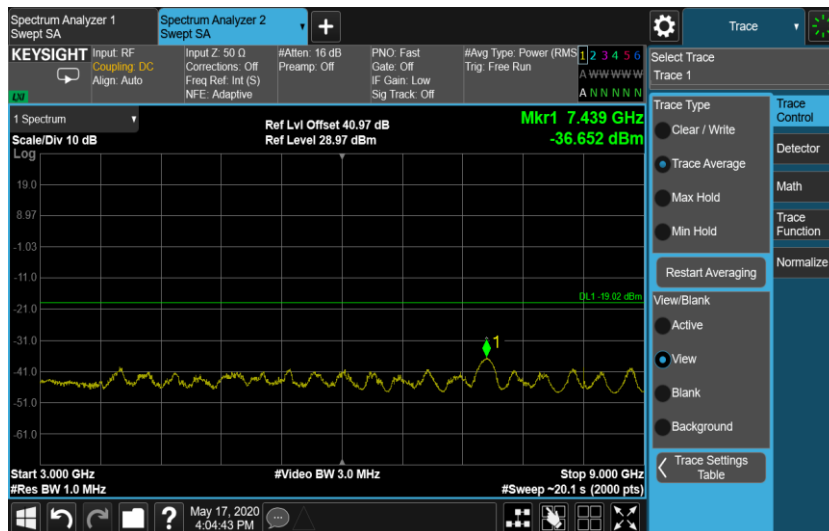 Spectrum Analyzer 1
Swept SA
Spectrum Analyzer 2
Swept SA
Trace
KEYSIGHT
Input: RF
Coupling: DC
Align: Auto
Input Z: 50 Ω
Corrections: Off
Freq Ref: Int (S)
NFE: Adaptive
#Atten: 16 dB
Preamp: Off
PNO: Fast
Gate: Off
IF Gain: Low
Sig Track: Off
#Avg Type: Power (RMS
Trig: Free Run
1 2 3 4 5 6
A W W W W W
A N N N N N
LXI
1 Spectrum
Scale/Div 10 dB
Ref Lvl Offset 40.97 dB
Ref Level 28.97 dBm
Mkr1 7.439 GHz
-36.652 dBm
Log
19.0
8.97
-1.03
-11.0
-21.0
-31.0
-41.0
-51.0
-61.0
DL1 -19.02 dBm
1
Start 3.000 GHz
#Res BW 1.0 MHz
#Video BW 3.0 MHz
Stop 9.000 GHz
#Sweep ~20.1 s (2000 pts)
Select Trace
Trace 1
Trace Type
Clear / Write
Trace Average
Max Hold
Min Hold
Restart Averaging
View/Blank
Active
View
Blank
Background
Trace Settings
Table
Trace
Control
Detector
Math
Trace
Function
Normalize
?
May 17, 2020
4:04:43 PM